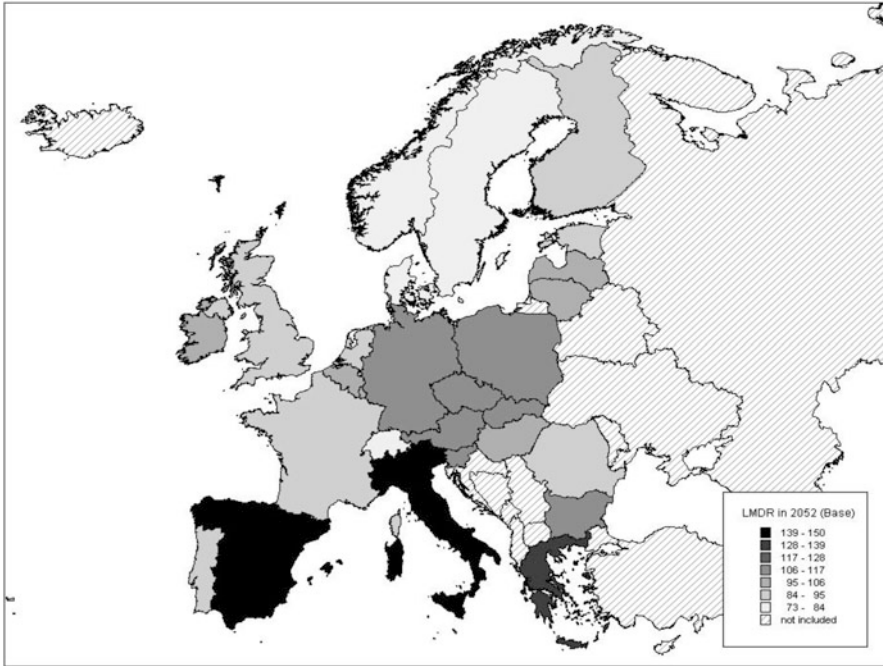 LMDR in 2052 (Base)
139 - 150
128 - 139
117 - 128
106 - 117
95 - 106
84 - 95
73 - 84
not included